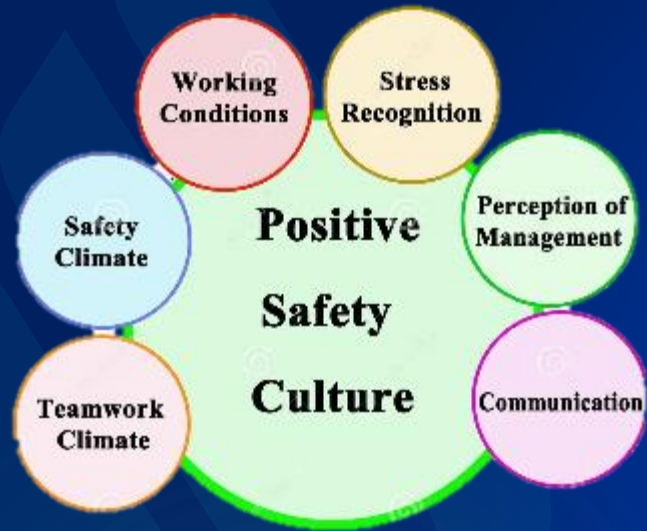 Positive
Safety
Culture
Teamwork
Climate
Safety
Climate
Working
Conditions
Stress
Recognition
Perception of
Management
Communication